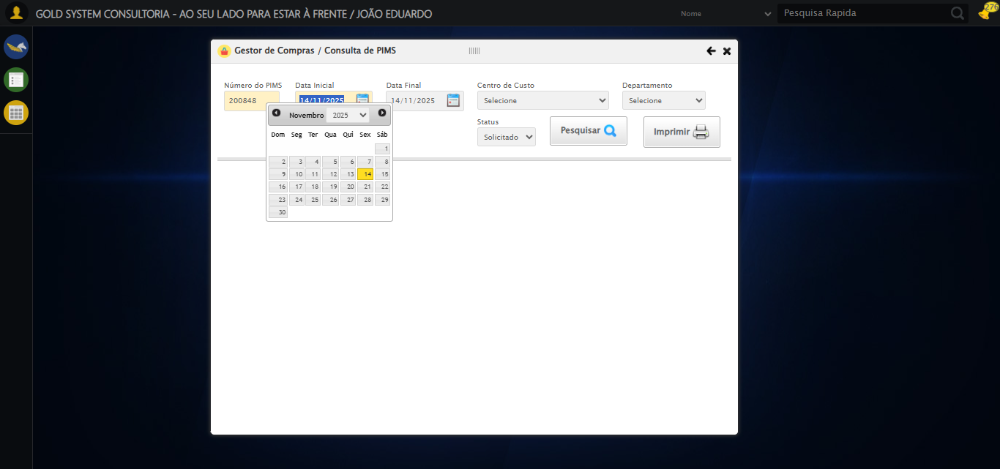 GOLD SYSTEM CONSULTORIA - AO SEU LADO PARA ESTAR À FRENTE / JOÃO EDUARDO
Nome
Pesquisa Rapida
276
Gestor de Compras / Consulta de PIMS
Número do PIMS Data Inicial Data Final Centro de Custo Departamento
200848 14/11/2025 14/11/2025 Selecione Selecione
Status
Solicitado Pesquisar Imprimir
Novembro 2025
Dom Seg Ter Qua Qui Sex Sáb
1
2 3 4 5 6 7 8
9 10 11 12 13 14 15
16 17 18 19 20 21 22
23 24 25 26 27 28 29
30